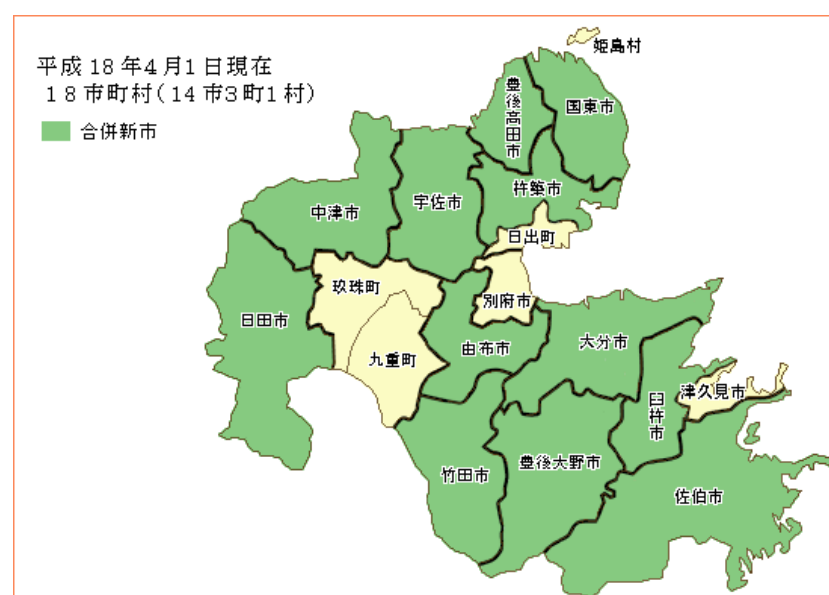 平成18年4月1日現在
18市町村(14市3町1村)
合併新市
姫島村
豊後高田市
国東市
中津市
宇佐市
杵築市
日出町
玖珠町
別府市
日田市
由布市
大分市
九重町
津久見市
臼杵市
竹田市
豊後大野市
佐伯市